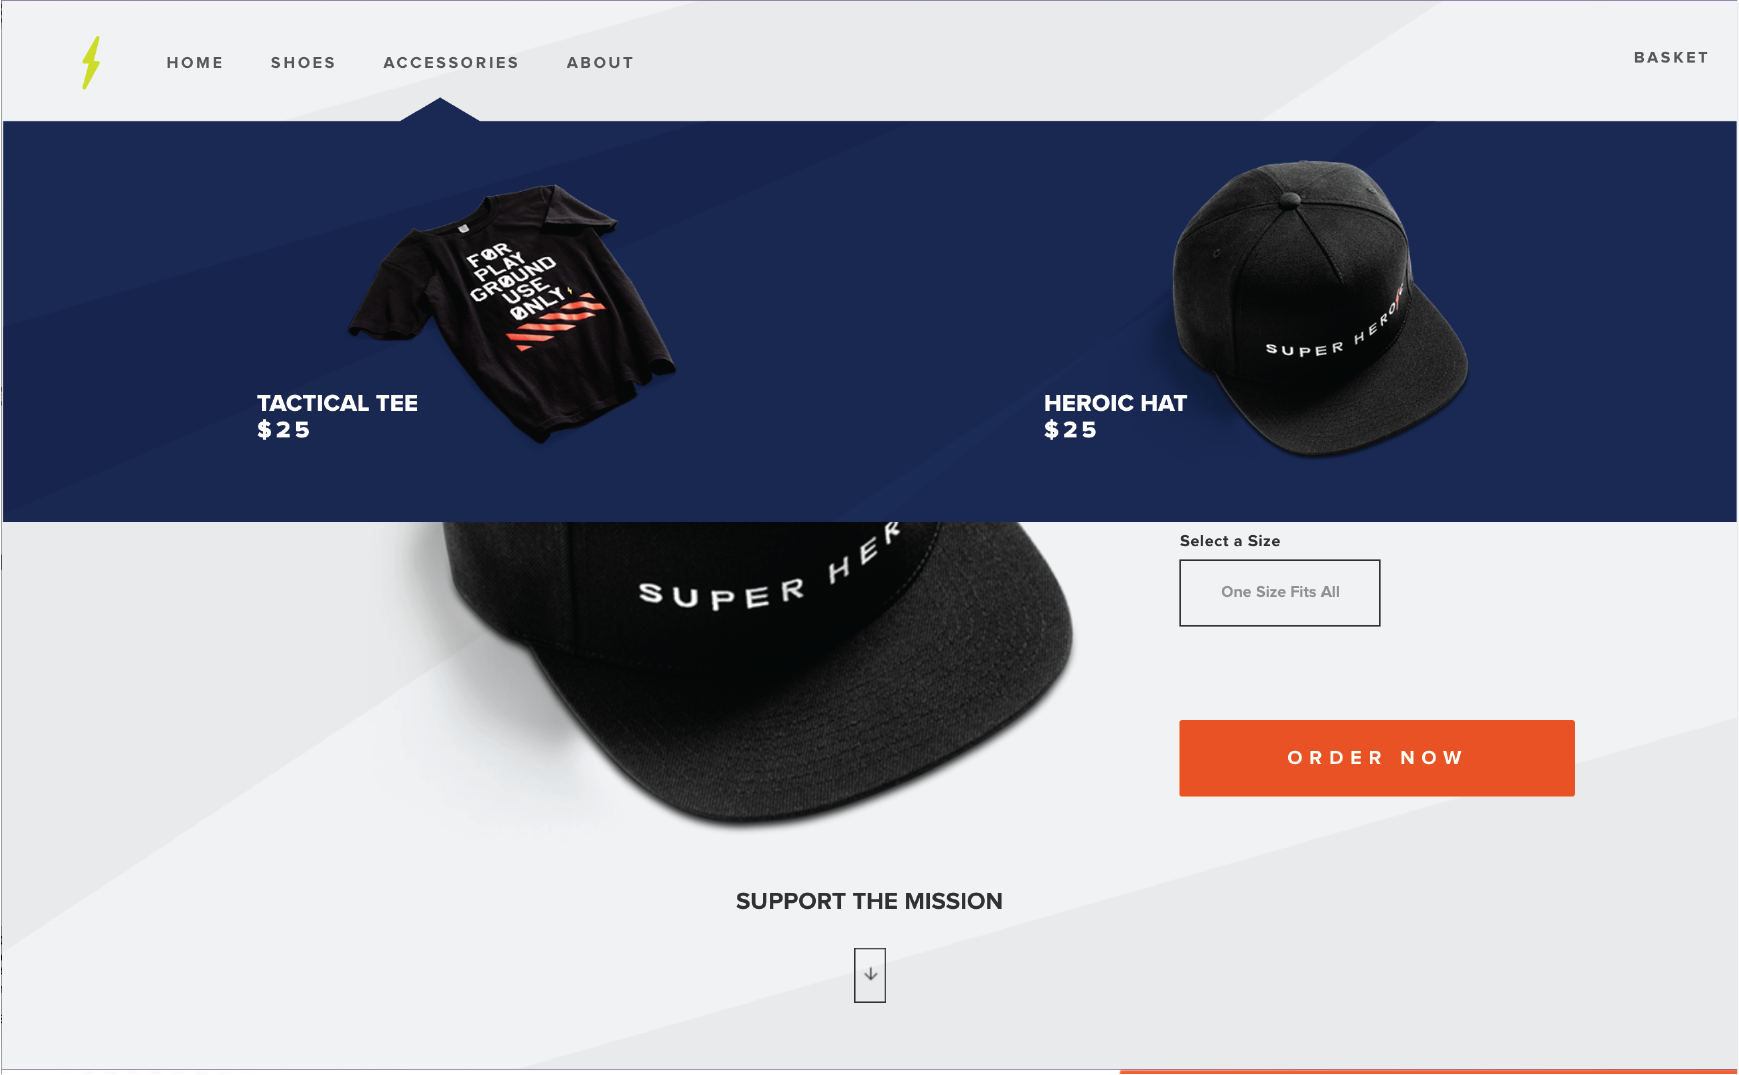 HOME SHOES ACCESSORIES ABOUT
BASKET
FØR
PLAY
GRØUND
USE
ØNLY
TACTICAL TEE
$25
SUPER HERO
HEROIC HAT
$25
SUPER HER
Select a Size
One Size Fits All
ORDER NOW
SUPPORT THE MISSION